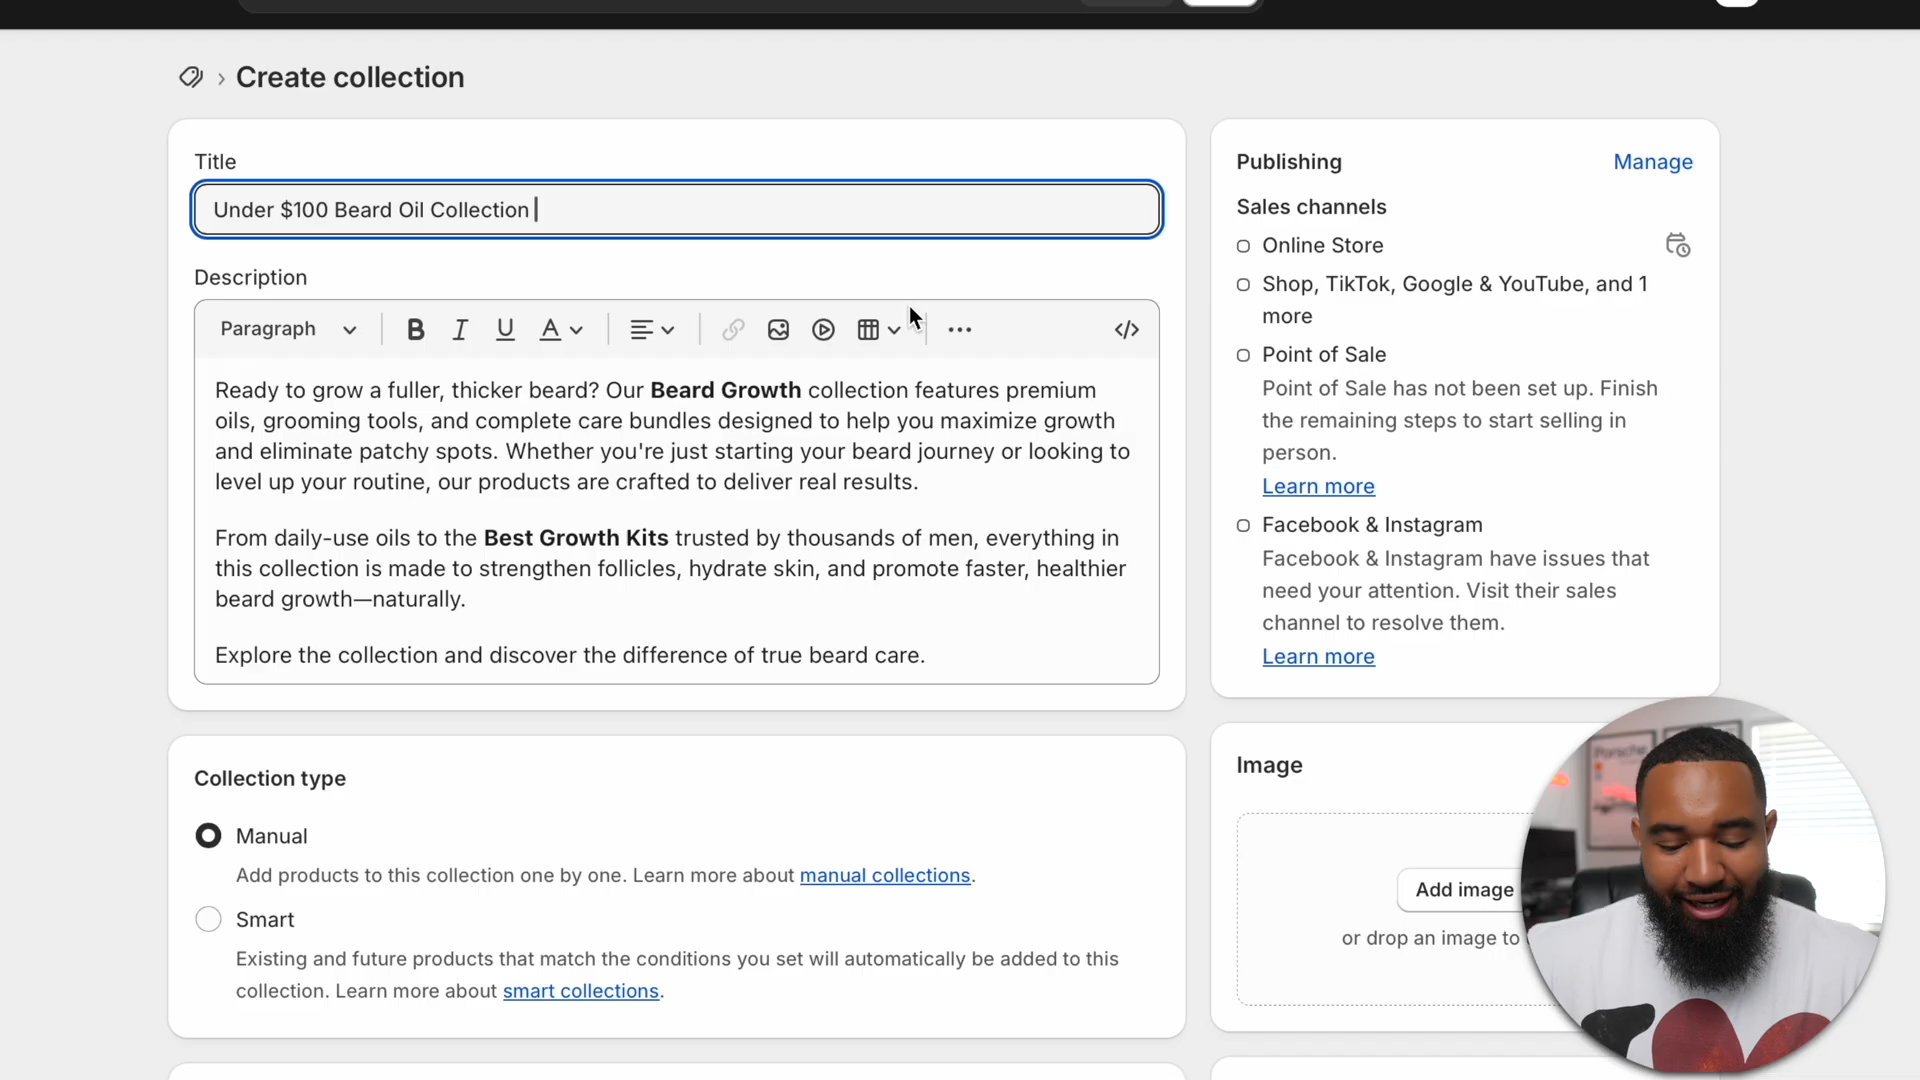 Create collection
Title
Under $100 Beard Oil Collection
Description
Paragraph
B I U A
Ready to grow a fuller, thicker beard? Our Beard Growth collection features premium
oils, grooming tools, and complete care bundles designed to help you maximize growth
and eliminate patchy spots. Whether you're just starting your beard journey or looking to
level up your routine, our products are crafted to deliver real results.
From daily-use oils to the Best Growth Kits trusted by thousands of men, everything in
this collection is made to strengthen follicles, hydrate skin, and promote faster, healthier
beard growth—naturally.
Explore the collection and discover the difference of true beard care.
Collection type
Manual
Add products to this collection one by one. Learn more about manual collections.
Smart
Existing and future products that match the conditions you set will automatically be added to this
collection. Learn more about smart collections.
Publishing
Manage
Sales channels
Online Store
Shop, TikTok, Google & YouTube, and 1
more
Point of Sale
Point of Sale has not been set up. Finish
the remaining steps to start selling in
person.
Learn more
Facebook & Instagram
Facebook & Instagram have issues that
need your attention. Visit their sales
channel to resolve them.
Learn more
Image
Add image
or drop an image to
Porsche